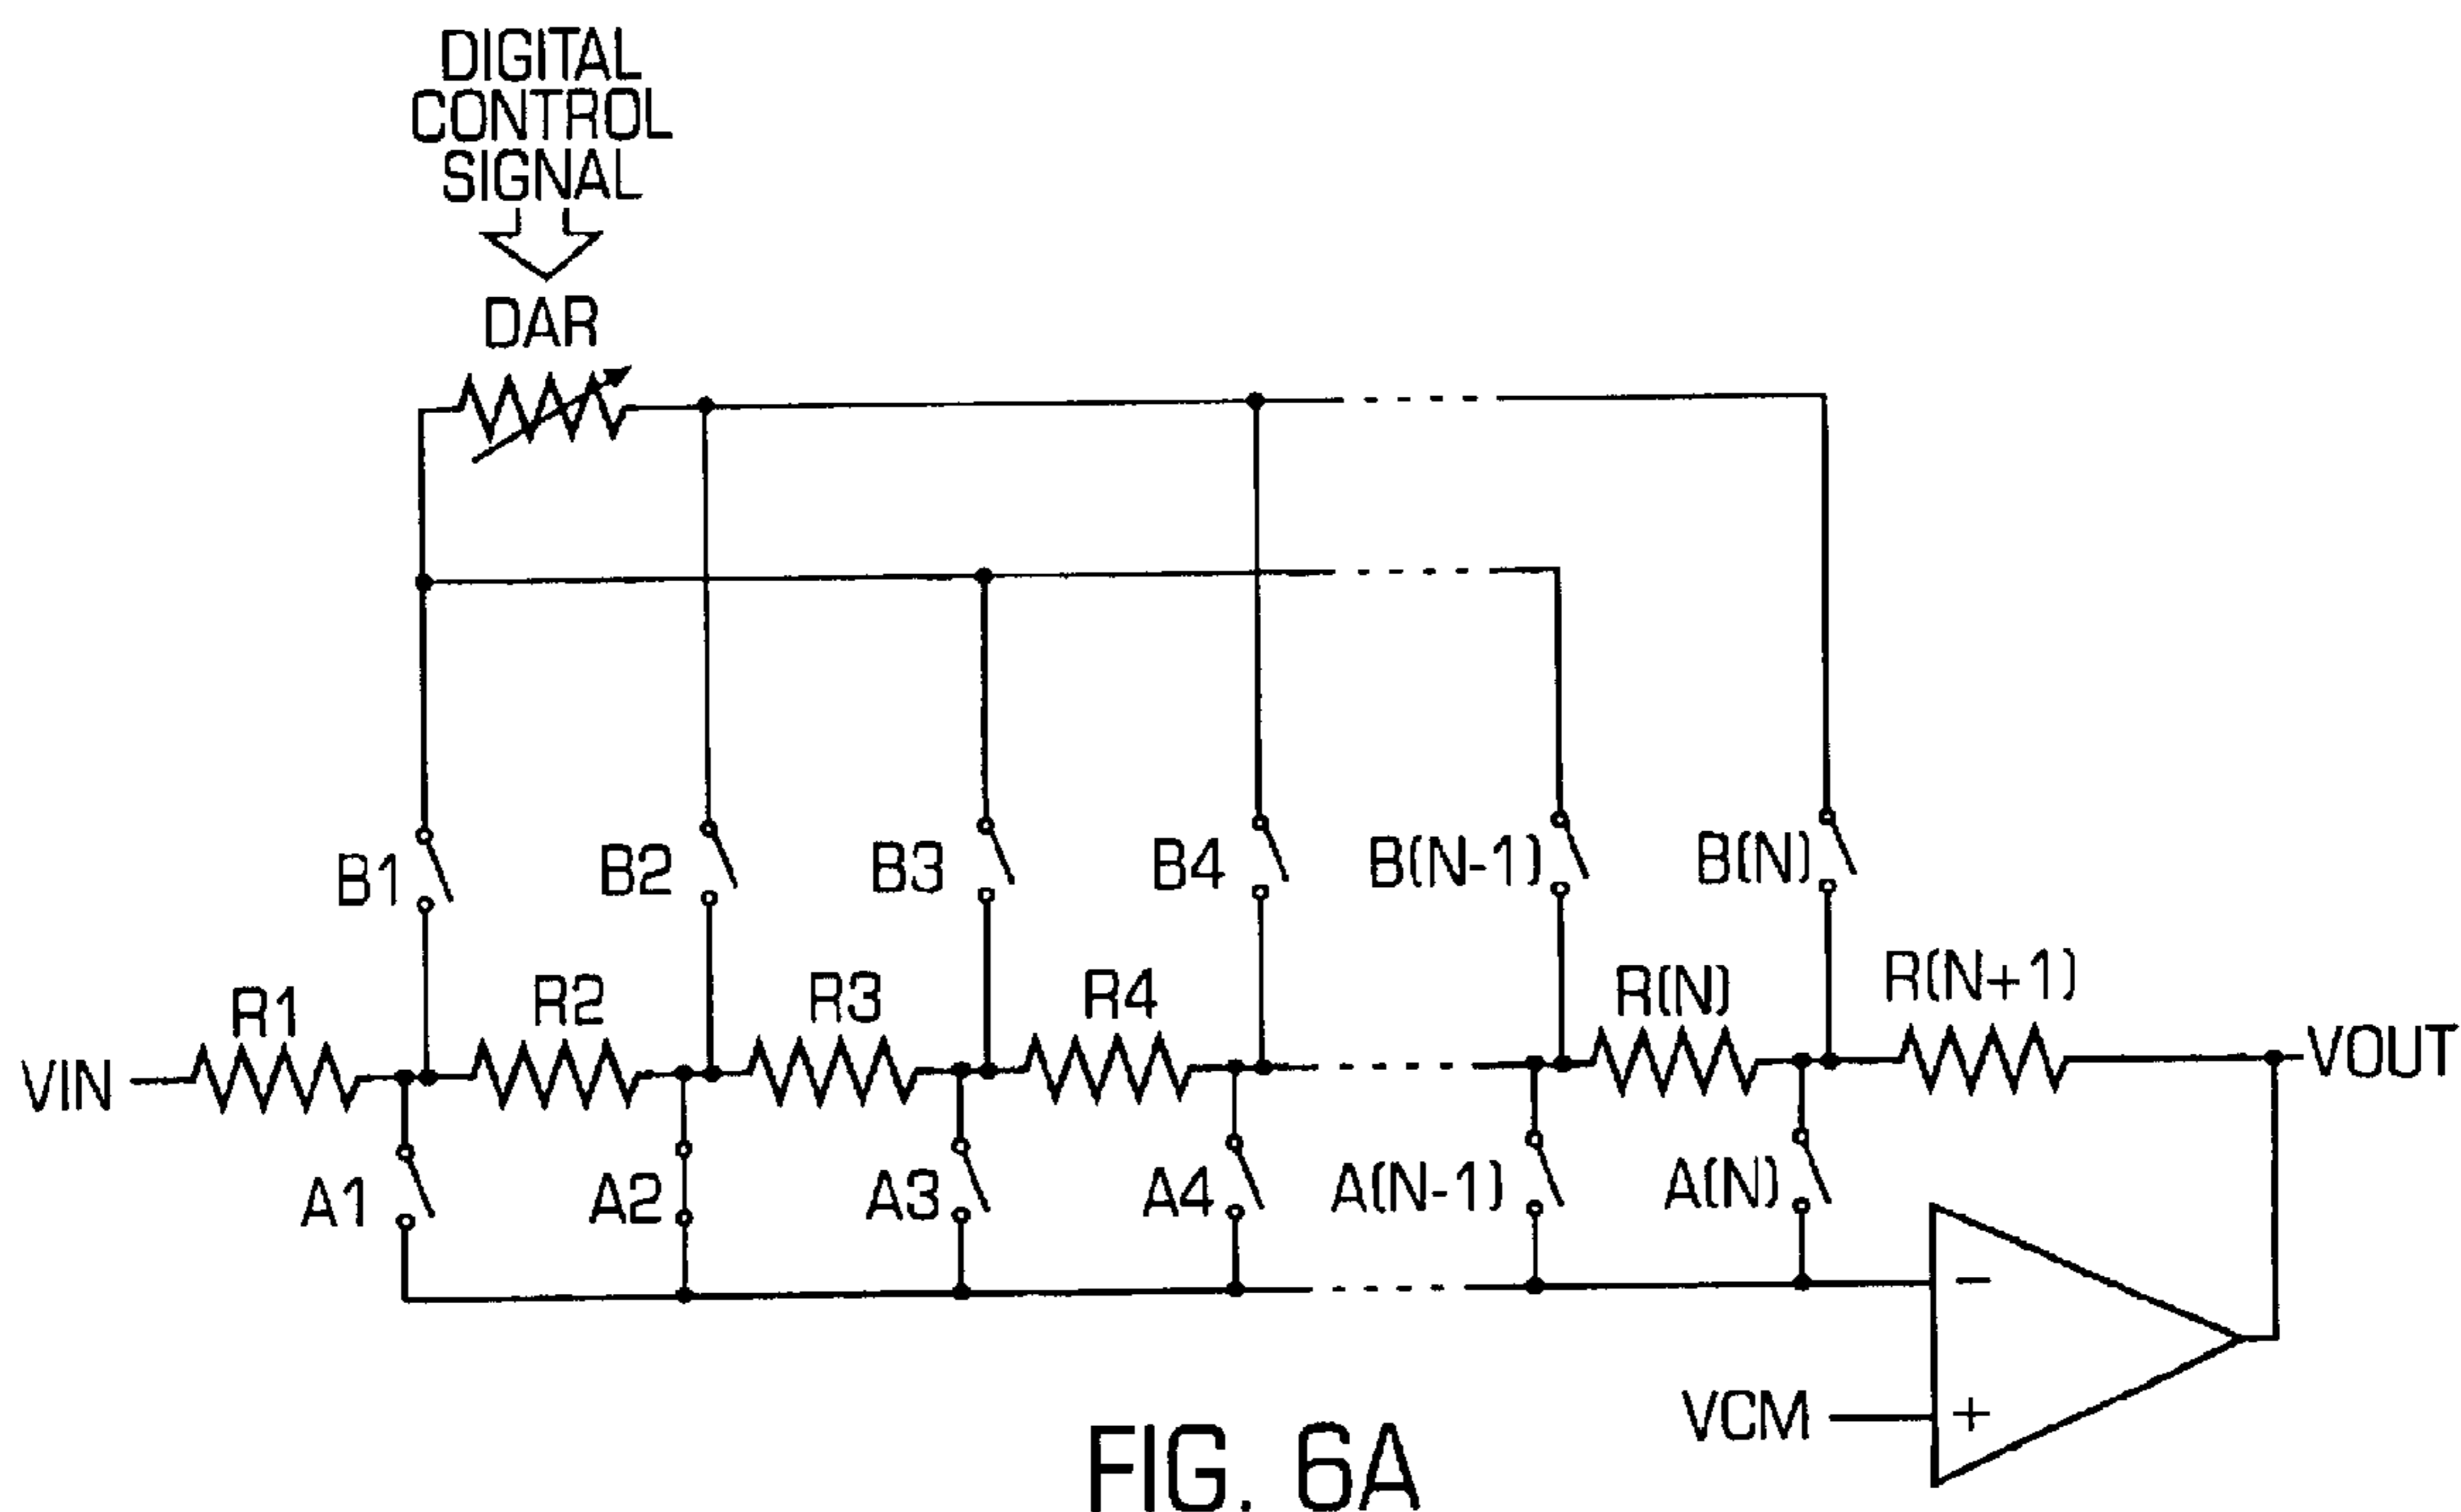 DIGITAL
CONTROL
SIGNAL
DAR
B1
B2
B3
B4
B(N-1)
B(N)
R1
R2
R3
R4
R(N)
R(N+1)
VIN
VOUT
A1
A2
A3
A4
A(N-1)
A(N)
−
VCM
+
FIG. 6A